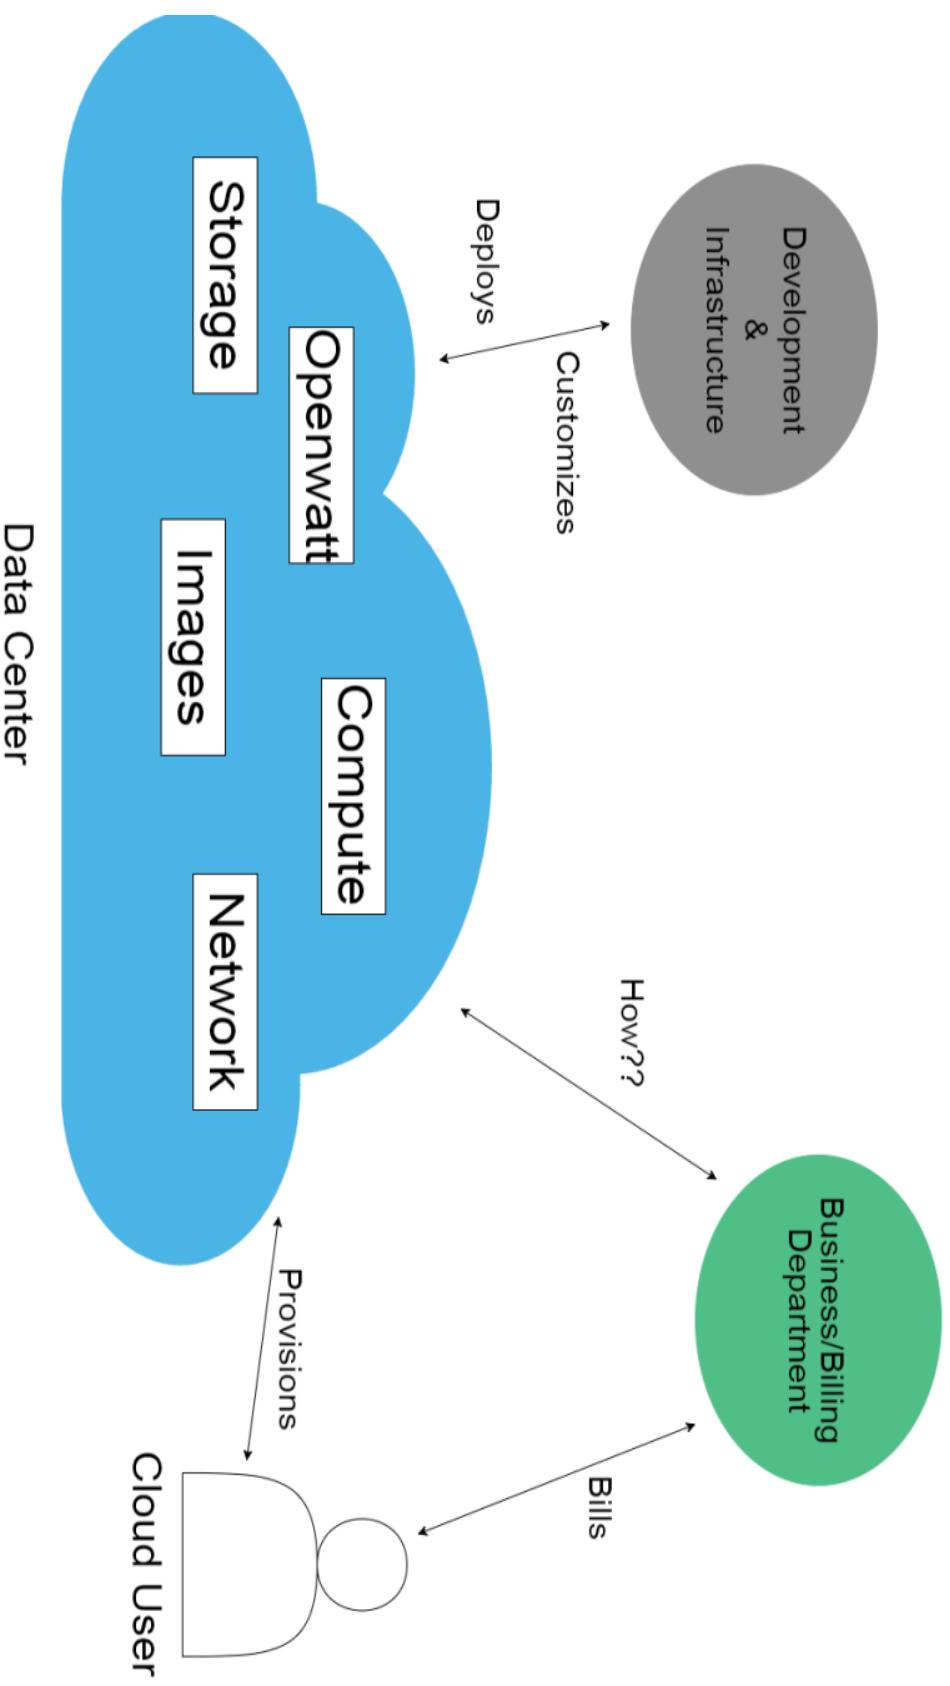 Development
&
Infrastructure
Business/Billing
Department
Deploys
Customizes
How??
Bills
Openwatt
Compute
Storage
Images
Network
Provisions
Cloud User
Data Center